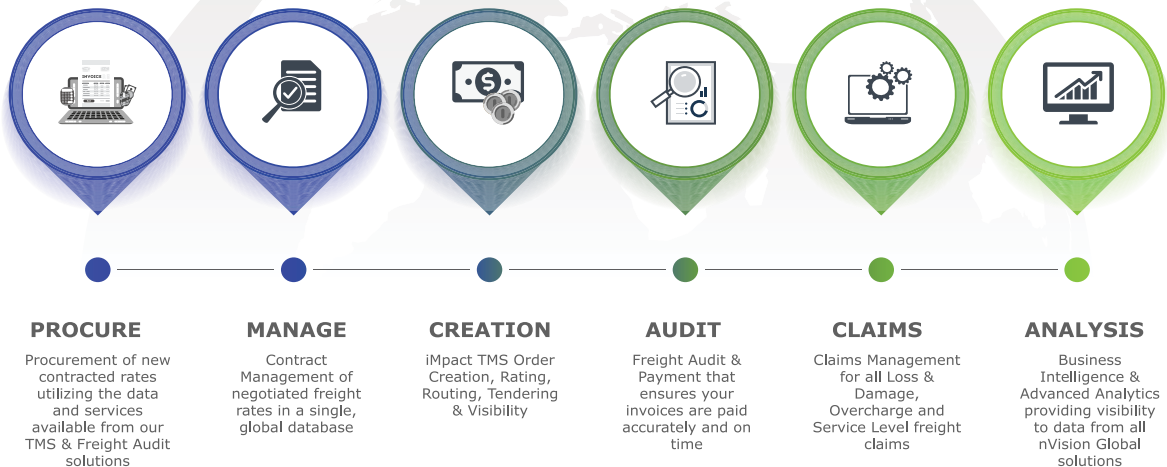 INVOICE
PROCURE
Procurement of new
contracted rates
utilizing the data
and services
available from our
TMS & Freight Audit
solutions
MANAGE
Contract
Management of
negotiated freight
rates in a single,
global database
CREATION
iMpact TMS Order
Creation, Rating,
Routing, Tendering
& Visibility
AUDIT
Freight Audit &
Payment that
ensures your
invoices are paid
accurately and on
time
CLAIMS
Claims Management
for all Loss &
Damage,
Overcharge and
Service Level freight
claims
ANALYSIS
Business
Intelligence &
Advanced Analytics
providing visibility
to data from all
nVision Global
solutions